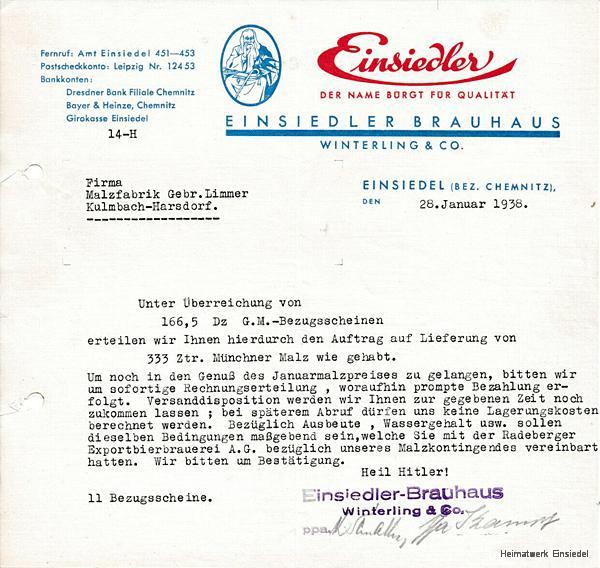 Fernruf: Amt Einsiedel 451—453
Postscheckkonto: Leipzig Nr. 12453
Bankkonten:
Dresdner Bank Filiale Chemnitz
Bayer & Heinze, Chemnitz
Girokasse Einsiedel
14-H
Einsiedler
DER NAME BÜRGT FÜR QUALITÄT
EINSIEDLER BRAUHAUS
WINTERLING & CO.
Firma
Malzfabrik Gebr.Limmer
Kulmbach-Harsdorf.
EINSIEDEL (BEZ. CHEMNITZ),
DEN 28.Januar 1938.
Unter Überreichung von
166,5 Dz G.M.-Bezugsscheinen
erteilen wir Ihnen hierdurch den Auftrag auf Lieferung von
333 Ztr. Münchner Malz wie gehabt.
Um noch in den Genuß des Januarmalzpreises zu gelangen, bitten wir
um sofortige Rechnungserteilung , woraufhin prompte Bezahlung er-
folgt. Versanddisposition werden wir Ihnen zur gegebenen Zeit noch
zukommen lassen ; bei späterem Abruf dürfen uns keine Lagerungskosten
berechnet werden. Bezüglich Ausbeute , Wassergehalt usw. sollen
dieselben Bedingungen maßgebend sein,welche Sie mit der Radeberger
Exportbierbrauerei A.G. bezüglich unseres Malzkontingendes vereinbart
hatten. Wir bitten um Bestätigung.
Heil Hitler!
11 Bezugsscheine.
Einsiedler-Brauhaus
Winterling & Co.
ppa.
Heimatwerk Einsiedel